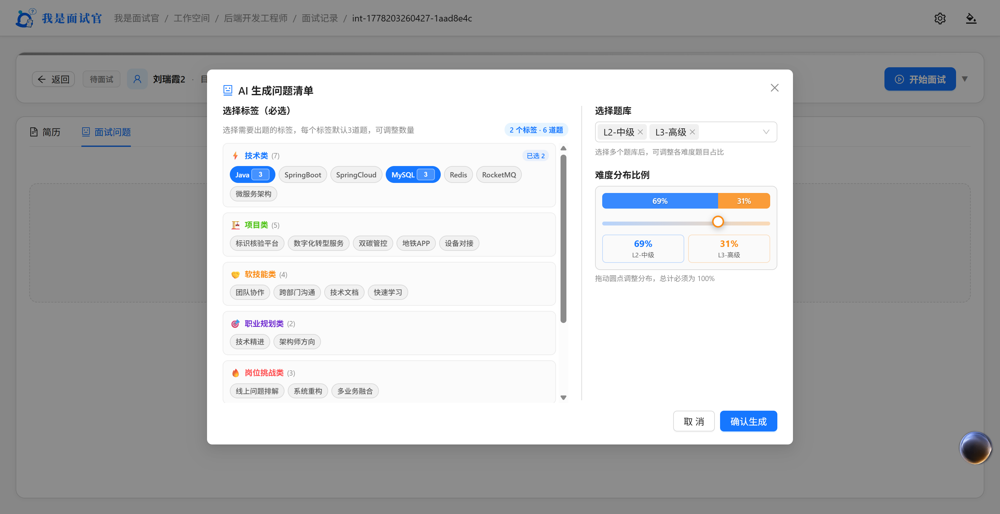 我是面试官
我是面试官 / 工作空间 / 后端开发工程师 / 面试记录 / int-1778203260427-1aad8e4c
返回
待面试
刘瑞霞2 ·
开始面试
简历
面试问题
AI 生成问题清单
选择标签（必选）
选择需要出题的标签，每个标签默认3道题，可调整数量
2 个标签 · 6 道题
技术类 (7)
已选 2
Java 3
SpringBoot
SpringCloud
MySQL 3
Redis
RocketMQ
微服务架构
项目类 (5)
标识核验平台
数字化转型服务
双碳管控
地铁APP
设备对接
软技能类 (4)
团队协作
跨部门沟通
技术文档
快速学习
职业规划类 (2)
技术精进
架构师方向
岗位挑战类 (3)
线上问题排解
系统重构
多业务融合
选择题库
L2-中级
L3-高级
选择多个题库后，可调整各难度题目占比
难度分布比例
69%
31%
69%
L2-中级
31%
L3-高级
拖动圆点调整分布，总计必须为 100%
取 消
确认生成